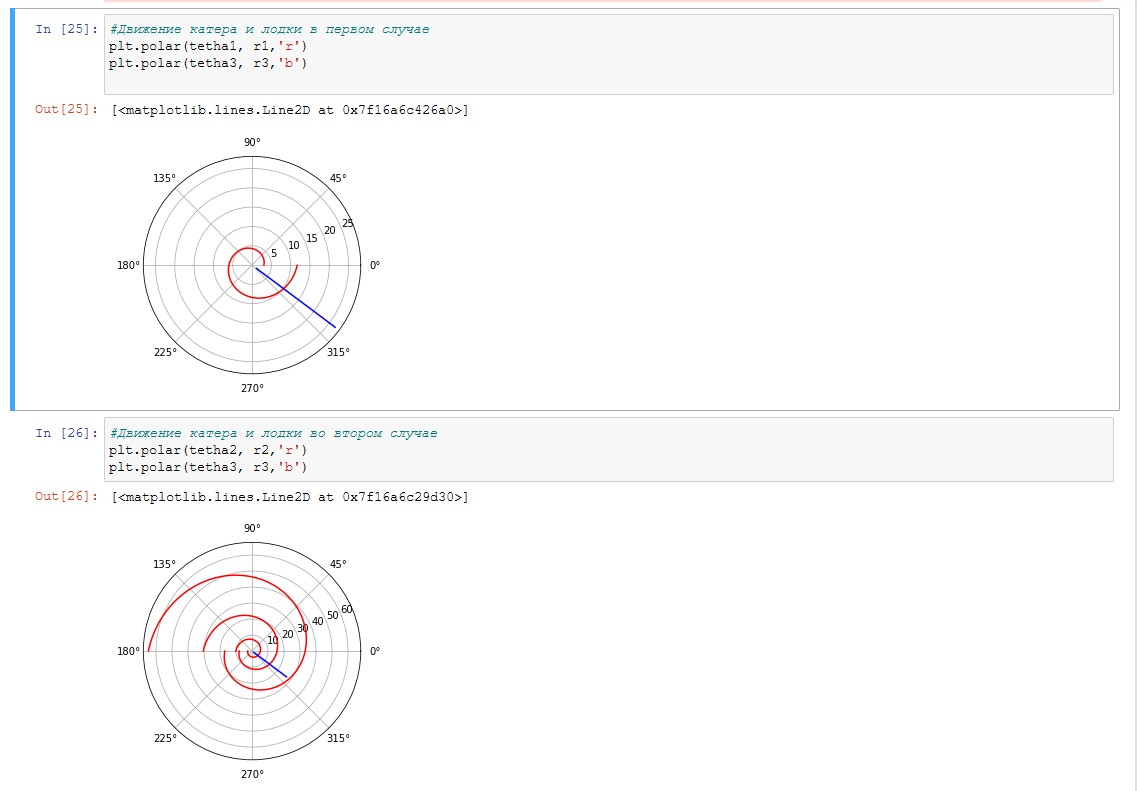 In [25]: #Движение катера и лодки в первом случае
plt.polar(tetha1, r1,'r')
plt.polar(tetha3, r3,'b')
Out[25]: [<matplotlib.lines.Line2D at 0x7f16a6c426a0>]
90°
135° 45°
25
20
15
10
5
180° 0°
225° 315°
270°
In [26]: #Движение катера и лодки во втором случае
plt.polar(tetha2, r2,'r')
plt.polar(tetha3, r3,'b')
Out[26]: [<matplotlib.lines.Line2D at 0x7f16a6c29d30>]
90°
135° 45°
60
50
40
30
20
10
180° 0°
225° 315°
270°